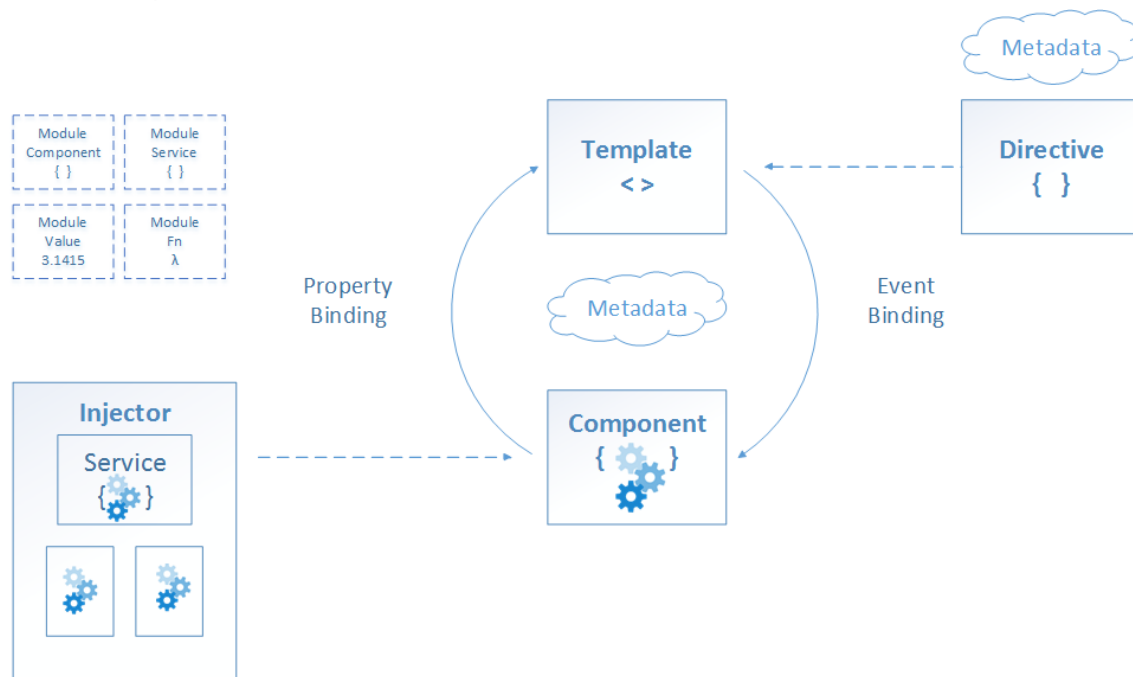 Metadata
Module
Component
{ }
Module
Service
{ }
Module
Value
3.1415
Module
Fn
λ
Template
< >
Directive
{ }
Property
Binding
Metadata
Event
Binding
Injector
Service
{ }
Component
{ }